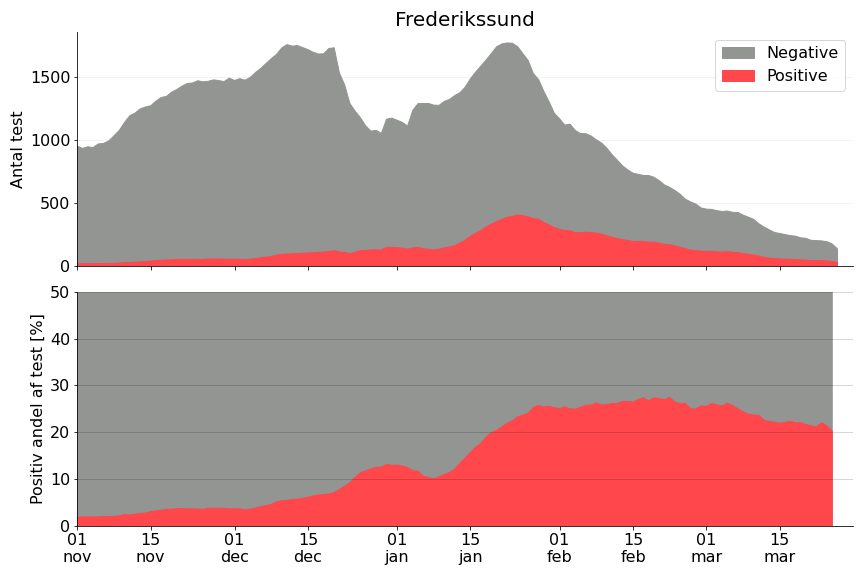 Frederikssund
Negative
Positive
Antal test
1500
1000
500
0
Positiv andel af test [%]
50
40
30
20
10
0
01 15 01 15 01 15 01 15 01 15
nov nov dec dec jan jan feb feb mar mar